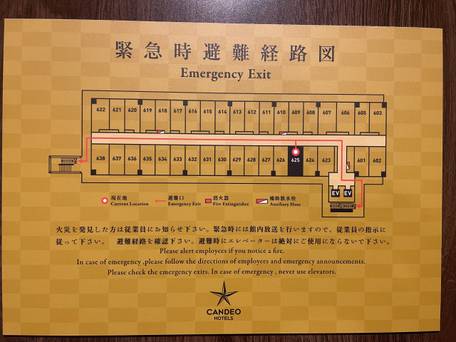 緊急時避難経路図
Emergency Exit
622 621 620 619 618 617 616 615 613 612 611 610 609 608 607 606 605 603
638 637 636 635 634 633 632 631 630 629 628 627 626 625 624 623 601 602
EV EV
現在地 避難口 消火器 補助散水栓
Current Location Emergency Exit Fire Extinguisher Auxiliary Hose
火災を発見した方は従業員にお知らせ下さい。緊急時には館内放送を行いますので、従業員の指示に
従って下さい。 避難経路を確認下さい。避難時にエレベーターは絶対にご使用にならないで下さい。
Please alert employees if you notice a fire.
In case of emergency ,please follow the directions of employees and emergency announcements.
Please check the emergency exits. In case of emergency , never use elevators.
CANDEO
HOTELS